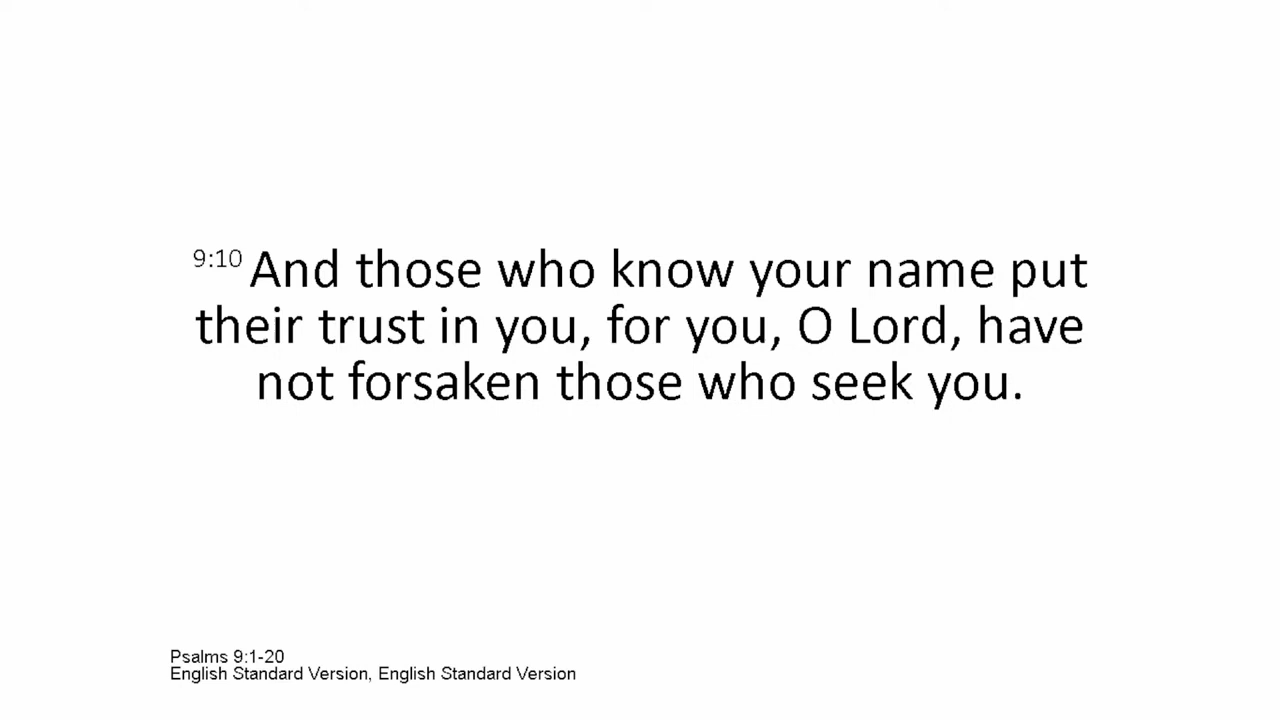 9:10 And those who know your name put
their trust in you, for you, O Lord, have
not forsaken those who seek you.
Psalms 9:1-20
English Standard Version, English Standard Version